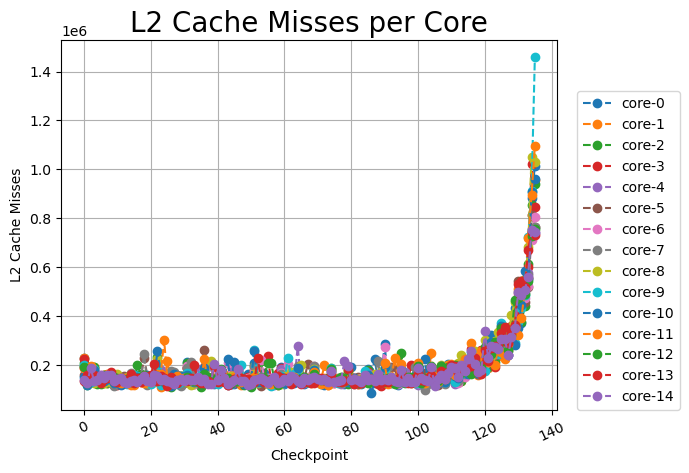 L2 Cache Misses per Core
1e6
1.4
1.2
1.0
0.8
0.6
0.4
0.2
L2 Cache Misses
0
20
40
60
80
100
120
140
Checkpoint
core-0
core-1
core-2
core-3
core-4
core-5
core-6
core-7
core-8
core-9
core-10
core-11
core-12
core-13
core-14